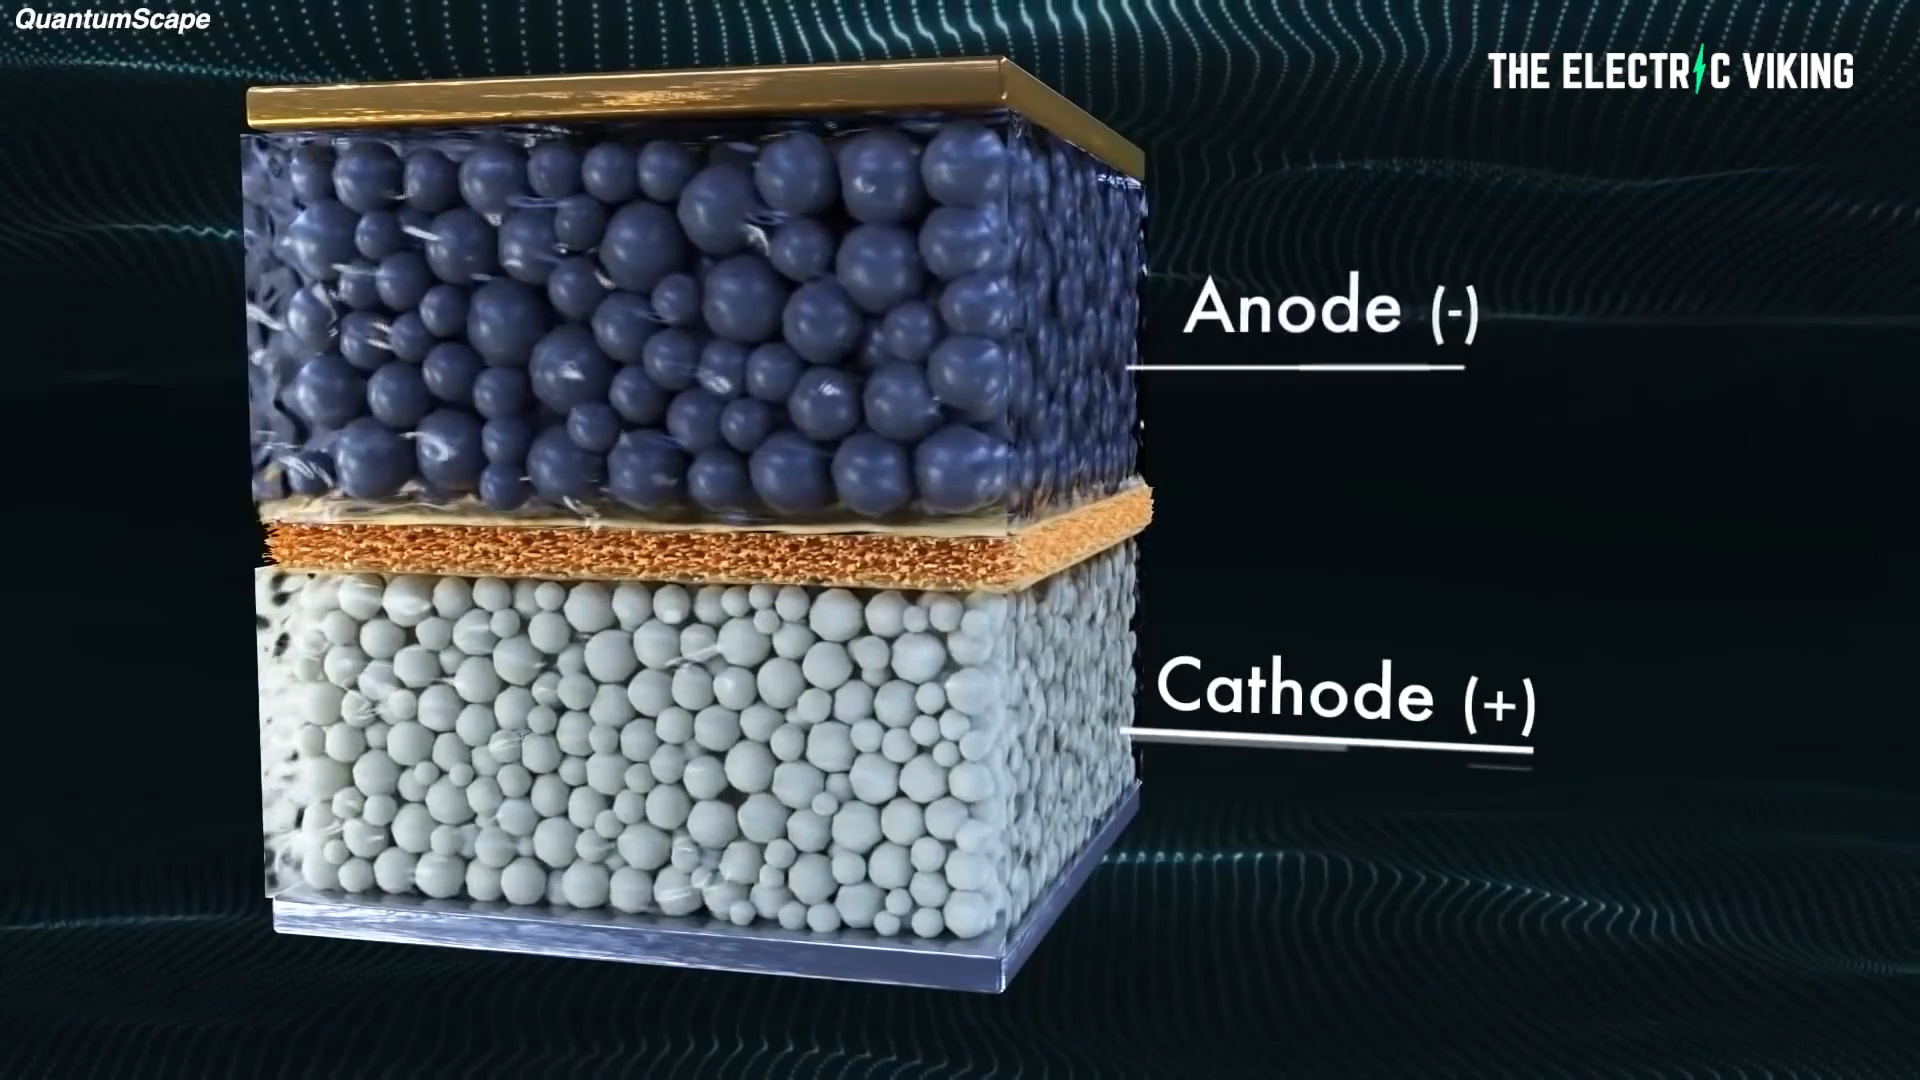 QuantumScape
THE ELECTRIC VIKING
Anode (-)
Cathode (+)